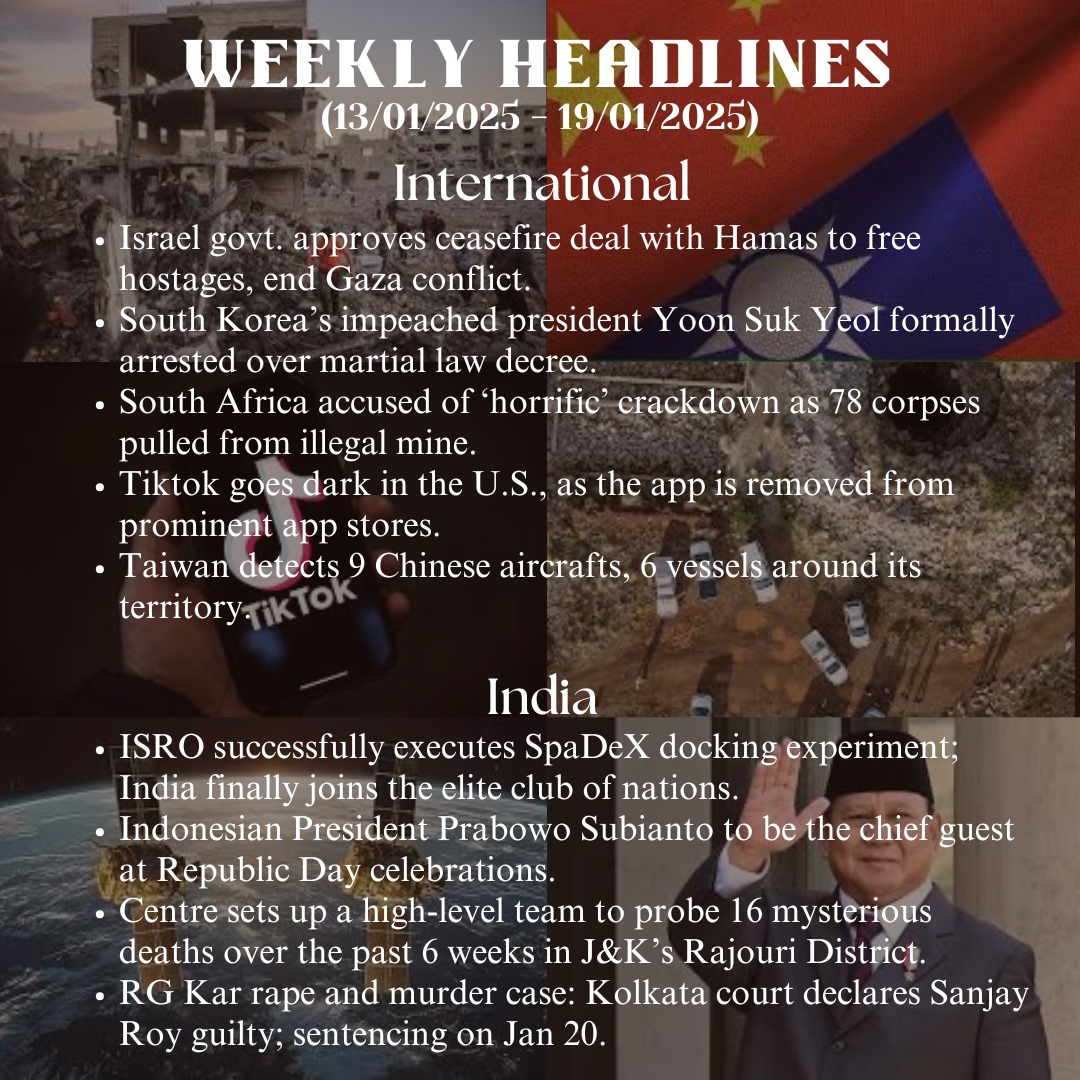 WEEKLY HEADLINES
(13/01/2025 – 19/01/2025)
International
• Israel govt. approves ceasefire deal with Hamas to free
hostages, end Gaza conflict.
• South Korea’s impeached president Yoon Suk Yeol formally
arrested over martial law decree.
• South Africa accused of ‘horrific’ crackdown as 78 corpses
pulled from illegal mine.
• Tiktok goes dark in the U.S., as the app is removed from
prominent app stores.
• Taiwan detects 9 Chinese aircrafts, 6 vessels around its
territory.
TikTok
India
• ISRO successfully executes SpaDeX docking experiment;
India finally joins the elite club of nations.
• Indonesian President Prabowo Subianto to be the chief guest
at Republic Day celebrations.
• Centre sets up a high-level team to probe 16 mysterious
deaths over the past 6 weeks in J&K’s Rajouri District.
• RG Kar rape and murder case: Kolkata court declares Sanjay
Roy guilty; sentencing on Jan 20.